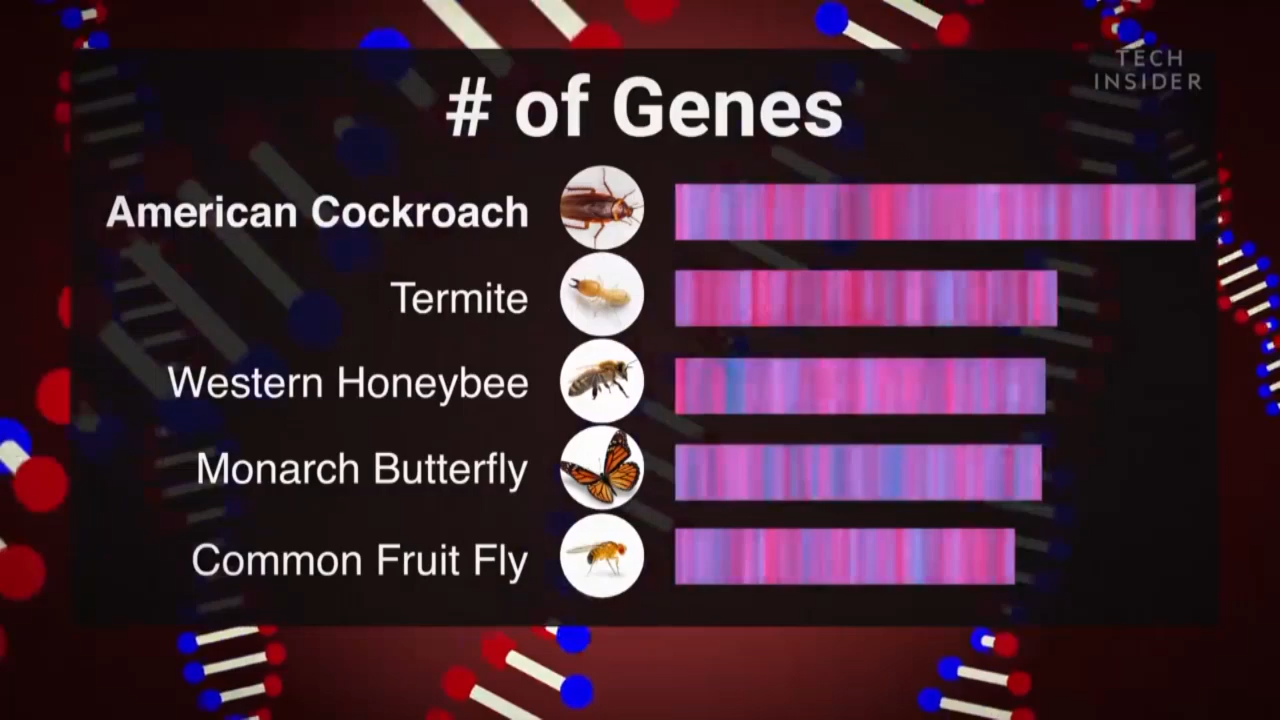 TECH
INSIDER
# of Genes
American Cockroach
Termite
Western Honeybee
Monarch Butterfly
Common Fruit Fly